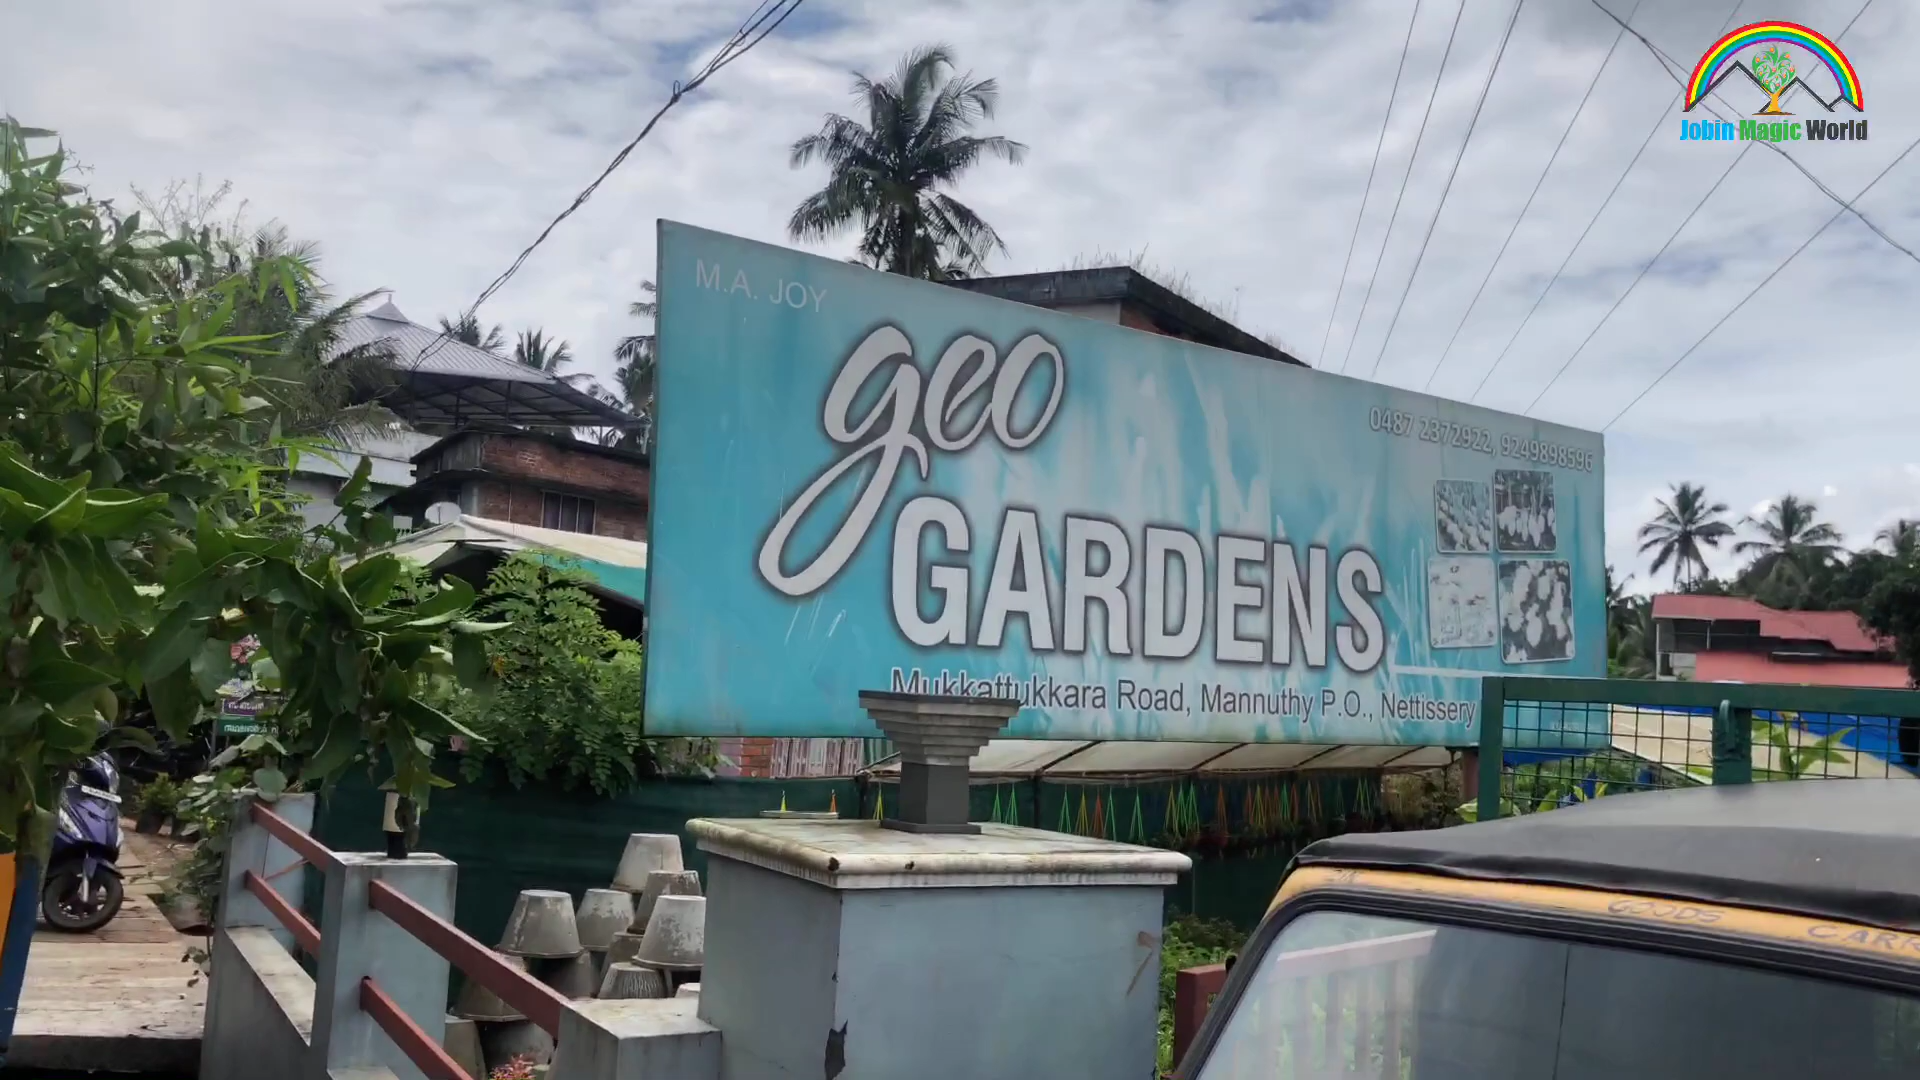 Jobin Magic World
M.A. JOY
geo
GARDENS
0487 2372922, 9249898596
Mukkattukkara Road, Mannuthy P.O., Nettissery
GOODS CARR